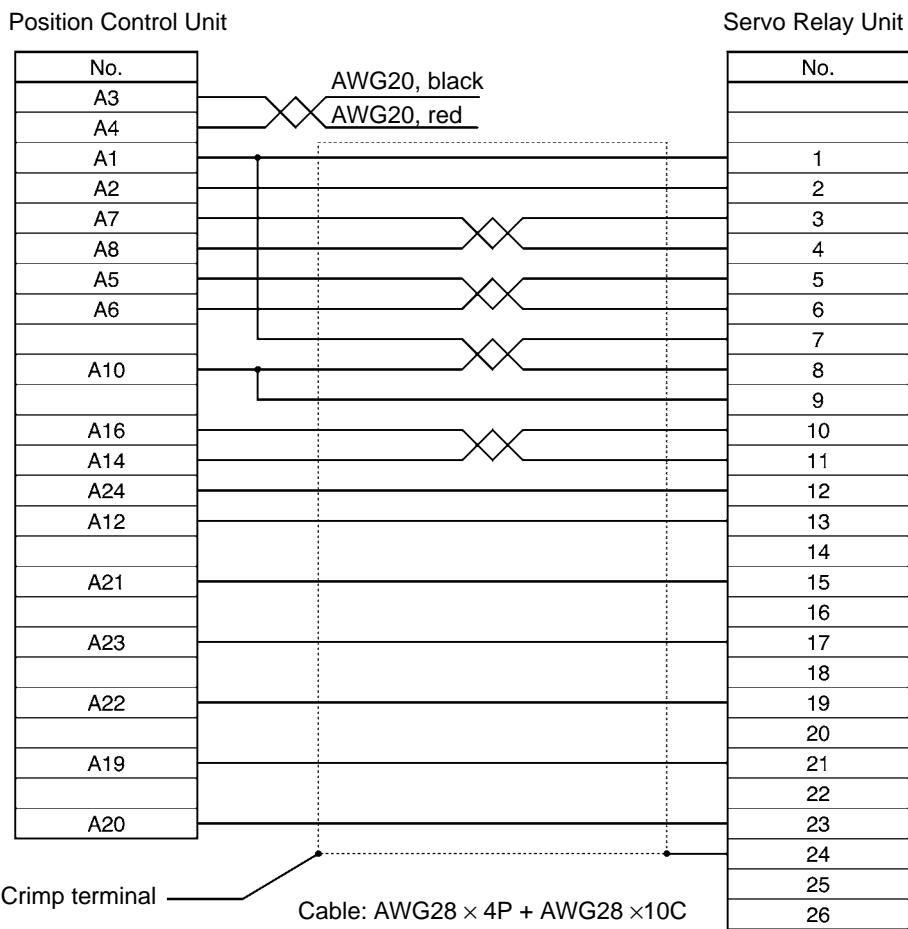 Position Control Unit Servo Relay Unit
No. No.
A3 AWG20, black
A4 AWG20, red
A1 1
A2 2
A7 3
A8 4
A5 5
A6 6
7
A10 8
9
A16 10
A14 11
A24 12
A12 13
14
A21 15
16
A23 17
18
A22 19
20
A19 21
22
A20 23
24
Crimp terminal 25
Cable: AWG28 × 4P + AWG28 ×10C 26